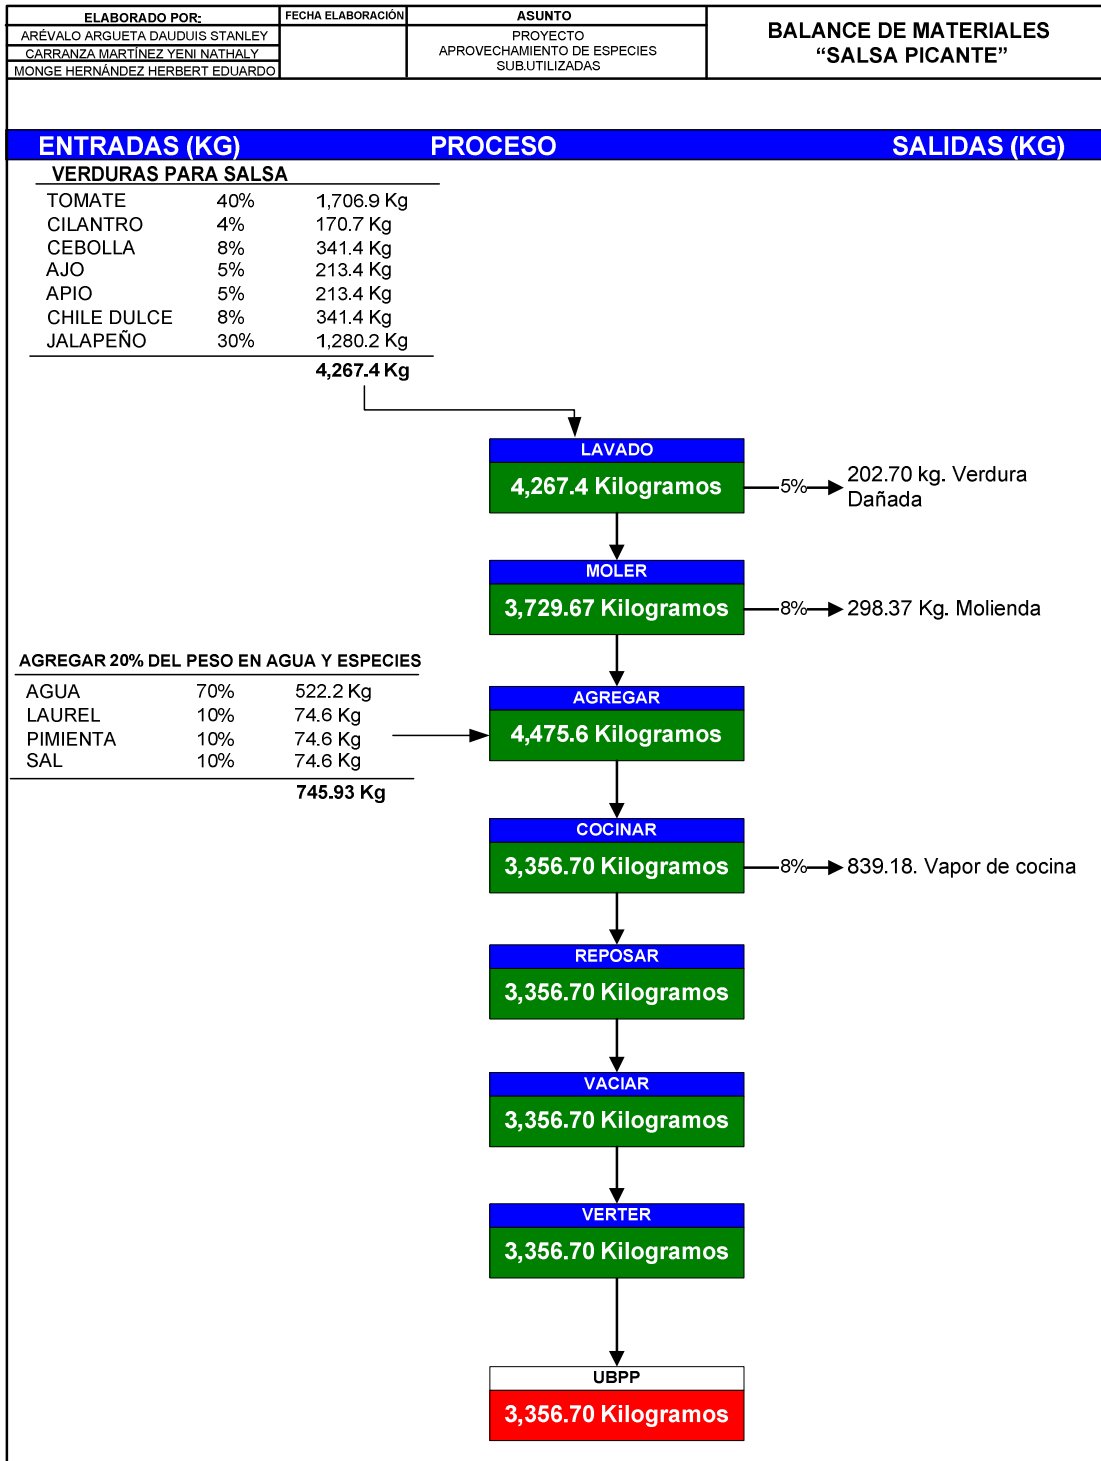 ELABORADO POR:
ARÉVALO ARGUETA DAUDUIS STANLEY
CARRANZA MARTÍNEZ YENI NATHALY
MONGE HERNÁNDEZ HERBERT EDUARDO
FECHA ELABORACIÓN
ASUNTO
PROYECTO
APROVECHAMIENTO DE ESPECIES
SUB.UTILIZADAS
BALANCE DE MATERIALES
“SALSA PICANTE”
ENTRADAS (KG) PROCESO SALIDAS (KG)
VERDURAS PARA SALSA
TOMATE 40% 1,706.9 Kg
CILANTRO 4% 170.7 Kg
CEBOLLA 8% 341.4 Kg
AJO 5% 213.4 Kg
APIO 5% 213.4 Kg
CHILE DULCE 8% 341.4 Kg
JALAPEÑO 30% 1,280.2 Kg
4,267.4 Kg
LAVADO
4,267.4 Kilogramos
5%
202.70 kg. Verdura
Dañada
MOLER
3,729.67 Kilogramos
8%
298.37 Kg. Molienda
AGREGAR 20% DEL PESO EN AGUA Y ESPECIES
AGUA 70% 522.2 Kg
LAUREL 10% 74.6 Kg
PIMIENTA 10% 74.6 Kg
SAL 10% 74.6 Kg
745.93 Kg
AGREGAR
4,475.6 Kilogramos
COCINAR
3,356.70 Kilogramos
8%
839.18. Vapor de cocina
REPOSAR
3,356.70 Kilogramos
VACIAR
3,356.70 Kilogramos
VERTER
3,356.70 Kilogramos
UBPP
3,356.70 Kilogramos